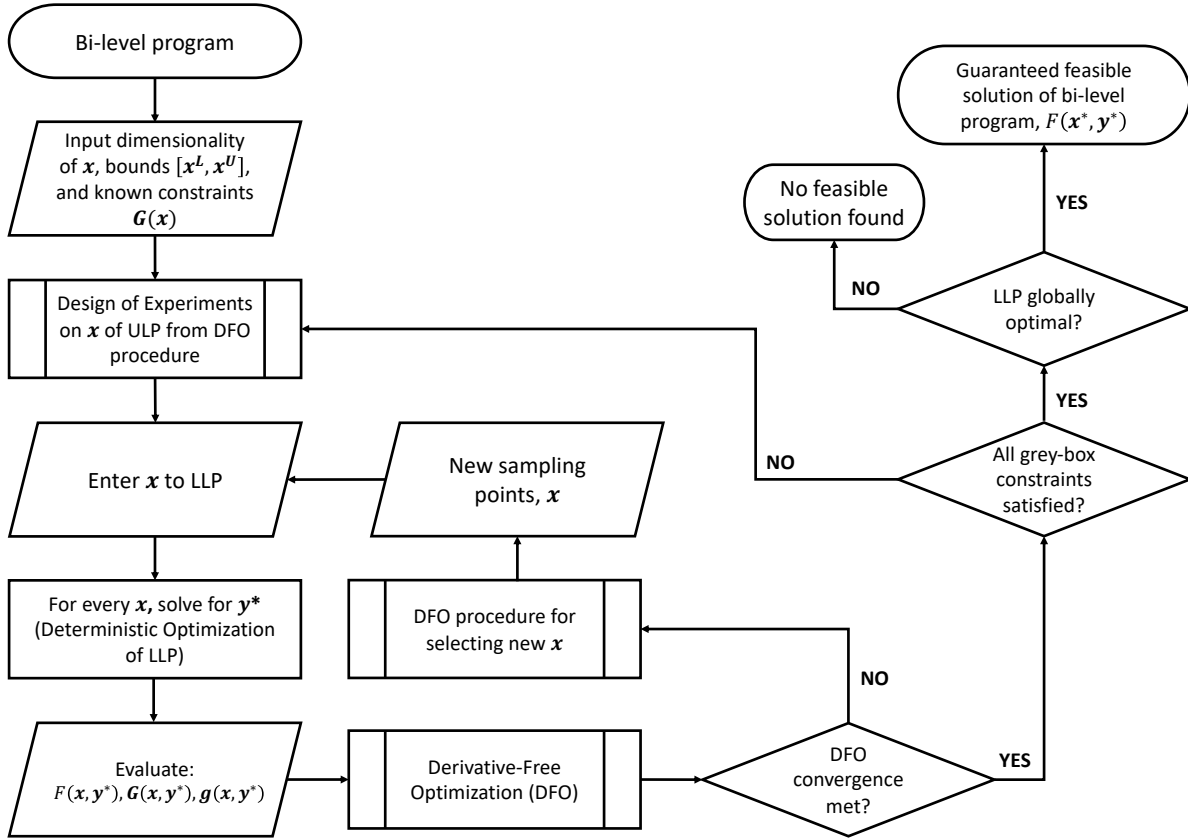 Bi-level program
Input dimensionality
of x, bounds [x^L, x^U],
and known constraints
G(x)
Design of Experiments
on x of ULP from DFO
procedure
Enter x to LLP
For every x, solve for y*
(Deterministic Optimization
of LLP)
Evaluate:
F(x, y*), G(x, y*), g(x, y*)
New sampling
points, x
DFO procedure for
selecting new x
Derivative-Free
Optimization (DFO)
DFO
convergence
met?
NO
YES
All grey-box
constraints
satisfied?
NO
YES
LLP globally
optimal?
NO
YES
No feasible
solution found
Guaranteed feasible
solution of bi-level
program, F(x*, y*)